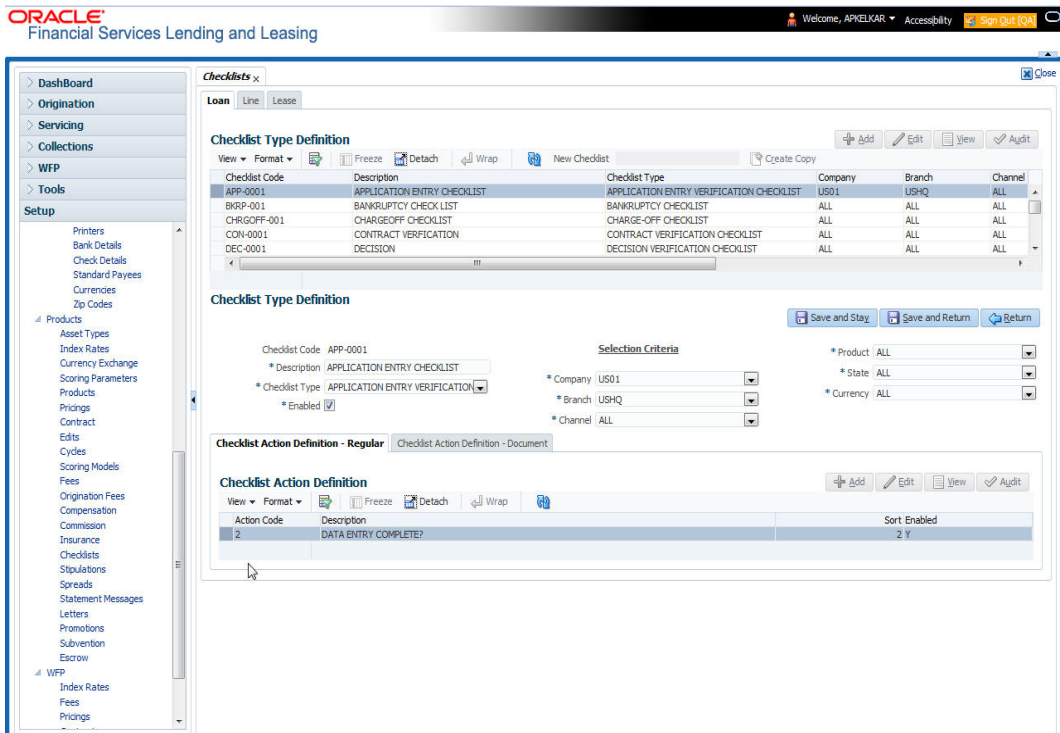 ORACLE'
Financial Services Lending and Leasing
Welcome, APKELKAR Accessibility Sign Out [QA]
Close
DashBoard
Origination
Servicing
Collections
WFP
Tools
Setup
Printers
Bank Details
Check Details
Standard Payees
Currencies
Zip Codes
Products
Asset Types
Index Rates
Currency Exchange
Scoring Parameters
Products
Pricings
Contract
Edits
Cycles
Scoring Models
Fees
Origination Fees
Compensation
Commission
Insurance
Checklists
Stipulations
Spreads
Statement Messages
Letters
Promotions
Subvention
Escrow
WFP
Index Rates
Fees
Pricings
Checklists
Loan Line Lease
Checklist Type Definition
Add Edit View Audit
View Format Freeze Detach Wrap New Checklist Create Copy
Checklist Code Description Checklist Type Company Branch Channel
APP-0001 APPLICATION ENTRY CHECKLIST APPLICATION ENTRY VERIFICATION CHECKLIST US01 USHQ ALL
BKRP-001 BANKRUPTCY CHECK LIST BANKRUPTCY CHECKLIST ALL ALL ALL
CHRGOFF-001 CHARGEOFF CHECKLIST CHARGE-OFF CHECKLIST ALL ALL ALL
CON-0001 CONTRACT VERFICATION CONTRACT VERIFICATION CHECKLIST ALL ALL ALL
DEC-0001 DECISION DECISION VERIFICATION CHECKLIST ALL ALL ALL
Checklist Type Definition
Save and Stay Save and Return Return
Checklist Code APP-0001
* Description APPLICATION ENTRY CHECKLIST
* Checklist Type APPLICATION ENTRY VERIFICATION
* Enabled
Selection Criteria
* Company US01
* Branch USHQ
* Channel ALL
* Product ALL
* State ALL
* Currency ALL
Checklist Action Definition - Regular Checklist Action Definition - Document
Checklist Action Definition
Add Edit View Audit
View Format Freeze Detach Wrap
Action Code Description Sort Enabled
2 DATA ENTRY COMPLETE? 2 Y